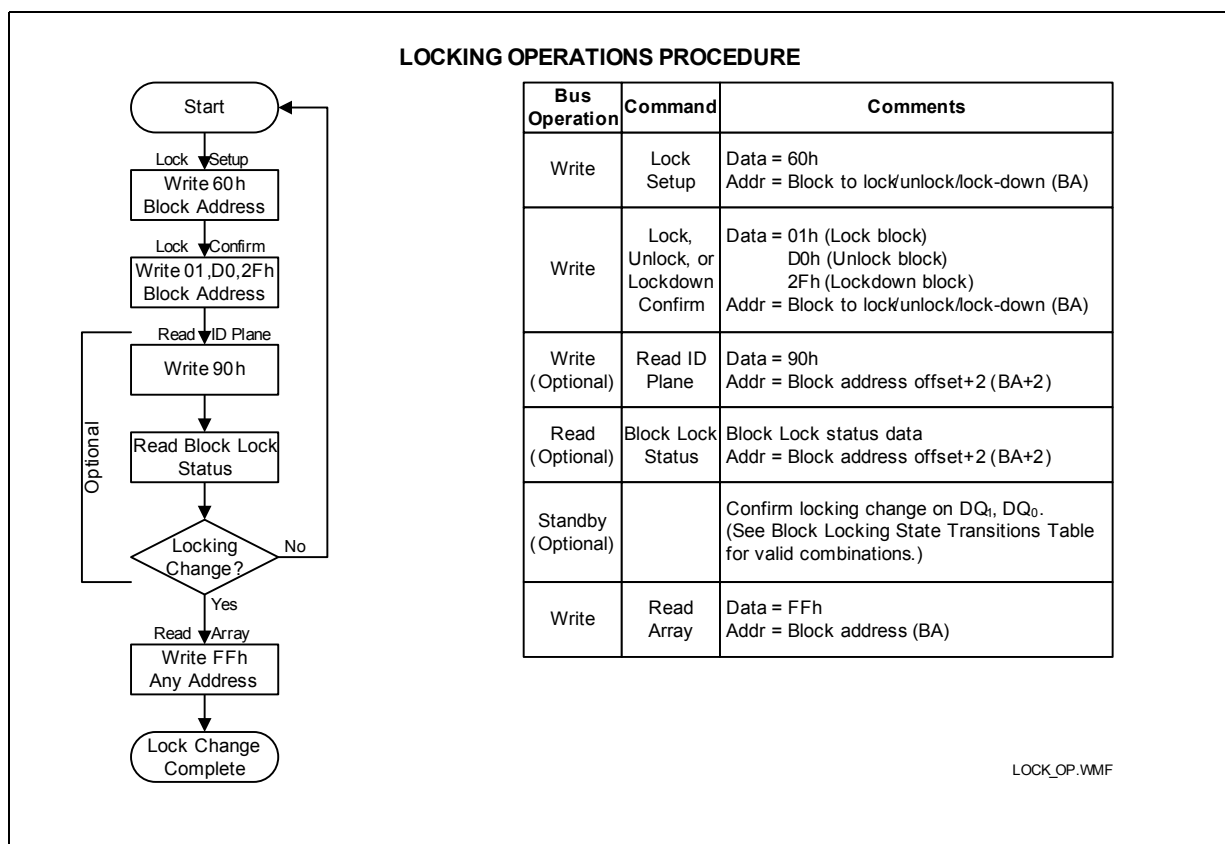 LOCKING OPERATIONS PROCEDURE
Start
Lock Setup
Write 60h
Block Address
Lock Confirm
Write 01,D0,2Fh
Block Address
Read ID Plane
Write 90h
Optional
Read Block Lock
Status
Locking
Change?
No
Yes
Read Array
Write FFh
Any Address
Lock Change
Complete
Bus
Operation
Command
Comments
Write
Lock
Setup
Data = 60h
Addr = Block to lock/unlock/lock-down (BA)
Write
Lock,
Unlock, or
Lockdown
Confirm
Data = 01h (Lock block)
D0h (Unlock block)
2Fh (Lockdown block)
Addr = Block to lock/unlock/lock-down (BA)
Write
(Optional)
Read ID
Plane
Data = 90h
Addr = Block address offset+2 (BA+2)
Read
(Optional)
Block Lock
Status
Block Lock status data
Addr = Block address offset+2 (BA+2)
Standby
(Optional)
Confirm locking change on DQ₁, DQ₀.
(See Block Locking State Transitions Table
for valid combinations.)
Write
Read
Array
Data = FFh
Addr = Block address (BA)
LOCK_OP.WMF